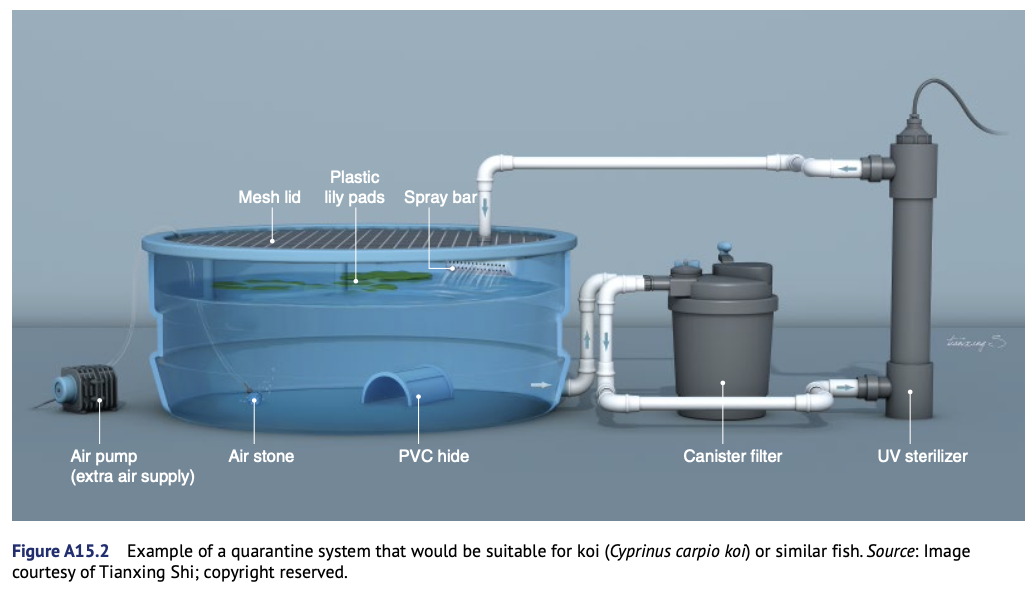 Plastic
Mesh lid lily pads Spray bar
tianxing S
Air pump Air stone PVC hide Canister filter UV sterilizer
(extra air supply)
Figure A15.2 Example of a quarantine system that would be suitable for koi (Cyprinus carpio koi) or similar fish. Source: Image
courtesy of Tianxing Shi; copyright reserved.